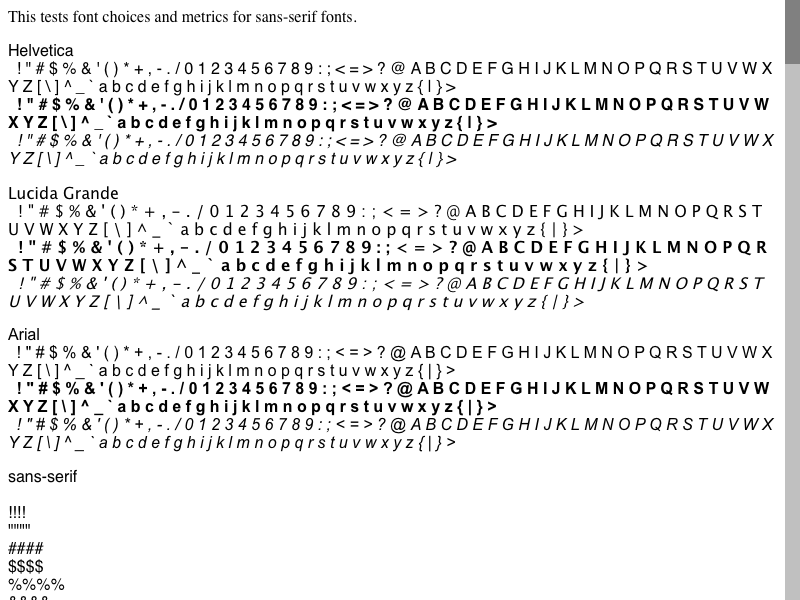 This tests font choices and metrics for sans-serif fonts.
Helvetica
! " # $ % & ' ( ) * + , - . / 0 1 2 3 4 5 6 7 8 9 : ; < = > ? @ A B C D E F G H I J K L M N O P Q R S T U V W X
Y Z [ \ ] ^ _ ` a b c d e f g h i j k l m n o p q r s t u v w x y z { | } >
! " # $ % & ' ( ) * + , - . / 0 1 2 3 4 5 6 7 8 9 : ; < = > ? @ A B C D E F G H I J K L M N O P Q R S T U V W
X Y Z [ \ ] ^ _ ` a b c d e f g h i j k l m n o p q r s t u v w x y z { | } >
! " # $ % & ' ( ) * + , - . / 0 1 2 3 4 5 6 7 8 9 : ; < = > ? @ A B C D E F G H I J K L M N O P Q R S T U V W X
Y Z [ \ ] ^ _ ` a b c d e f g h i j k l m n o p q r s t u v w x y z { | } >
Lucida Grande
! " # $ % & ' ( ) * + , - . / 0 1 2 3 4 5 6 7 8 9 : ; < = > ? @ A B C D E F G H I J K L M N O P Q R S T
U V W X Y Z [ \ ] ^ _ ` a b c d e f g h i j k l m n o p q r s t u v w x y z { | } >
! " # $ % & ' ( ) * + , - . / 0 1 2 3 4 5 6 7 8 9 : ; < = > ? @ A B C D E F G H I J K L M N O P Q R
S T U V W X Y Z [ \ ] ^ _ ` a b c d e f g h i j k l m n o p q r s t u v w x y z { | } >
! " # $ % & ' ( ) * + , - . / 0 1 2 3 4 5 6 7 8 9 : ; < = > ? @ A B C D E F G H I J K L M N O P Q R S T
U V W X Y Z [ \ ] ^ _ ` a b c d e f g h i j k l m n o p q r s t u v w x y z { | } >
Arial
! " # $ % & ' ( ) * + , - . / 0 1 2 3 4 5 6 7 8 9 : ; < = > ? @ A B C D E F G H I J K L M N O P Q R S T U V W X
Y Z [ \ ] ^ _ ` a b c d e f g h i j k l m n o p q r s t u v w x y z { | } >
! " # $ % & ' ( ) * + , - . / 0 1 2 3 4 5 6 7 8 9 : ; < = > ? @ A B C D E F G H I J K L M N O P Q R S T U V W
X Y Z [ \ ] ^ _ ` a b c d e f g h i j k l m n o p q r s t u v w x y z { | } >
! " # $ % & ' ( ) * + , - . / 0 1 2 3 4 5 6 7 8 9 : ; < = > ? @ A B C D E F G H I J K L M N O P Q R S T U V W X
Y Z [ \ ] ^ _ ` a b c d e f g h i j k l m n o p q r s t u v w x y z { | } >
sans-serif
!!!!
""""
####
$$$$
%%%%